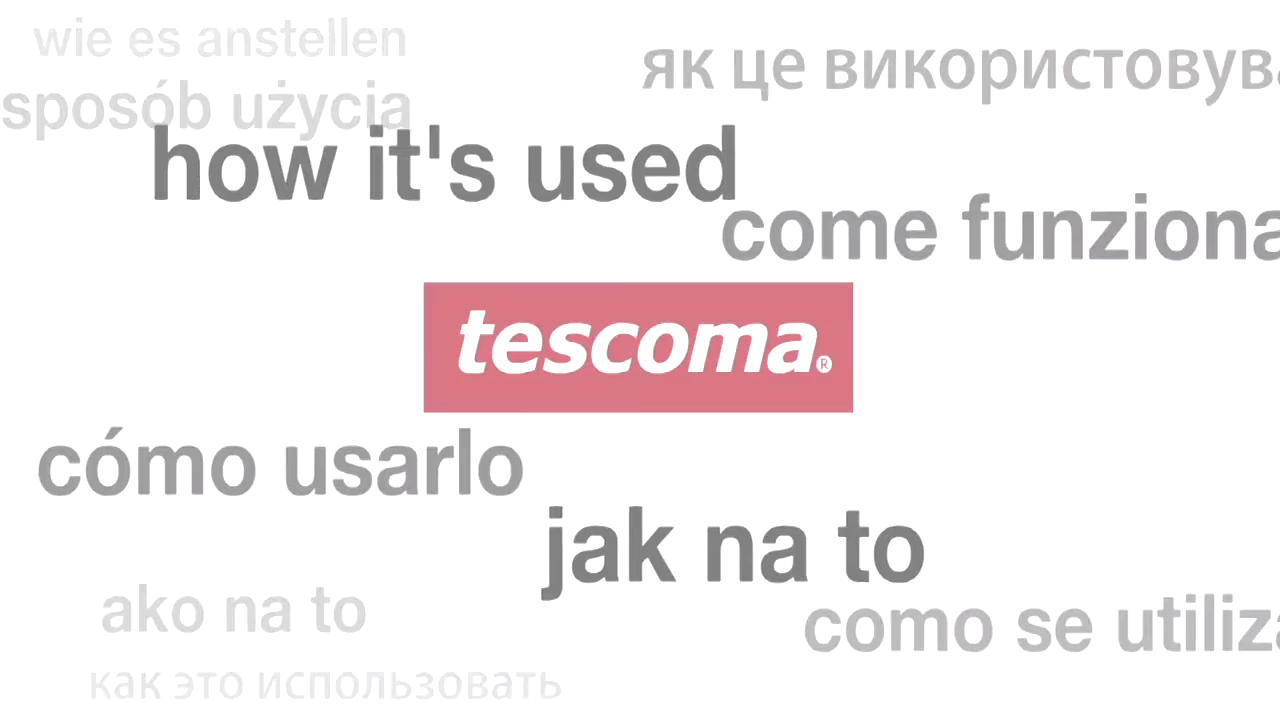 wie es anstellen
як це використовува
sposób użycia
how it's used
come funziona
tescoma®
cómo usarlo
jak na to
ako na to
como se utiliza
как это использовать